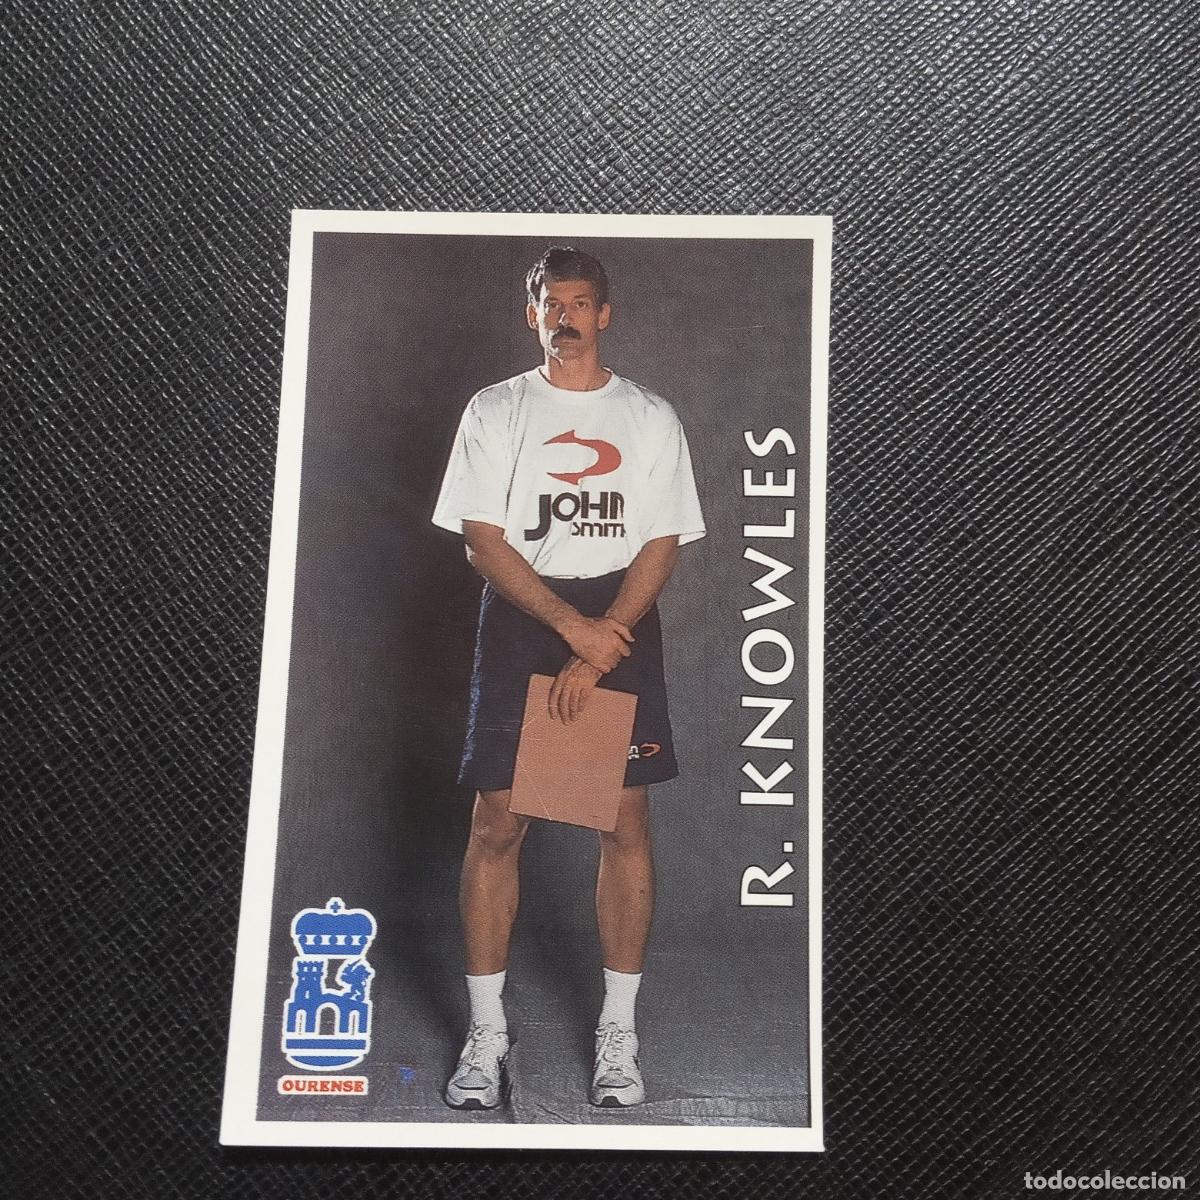 JOHN
SMITH
R. KNOWLES
OURENSE
todocoleccion